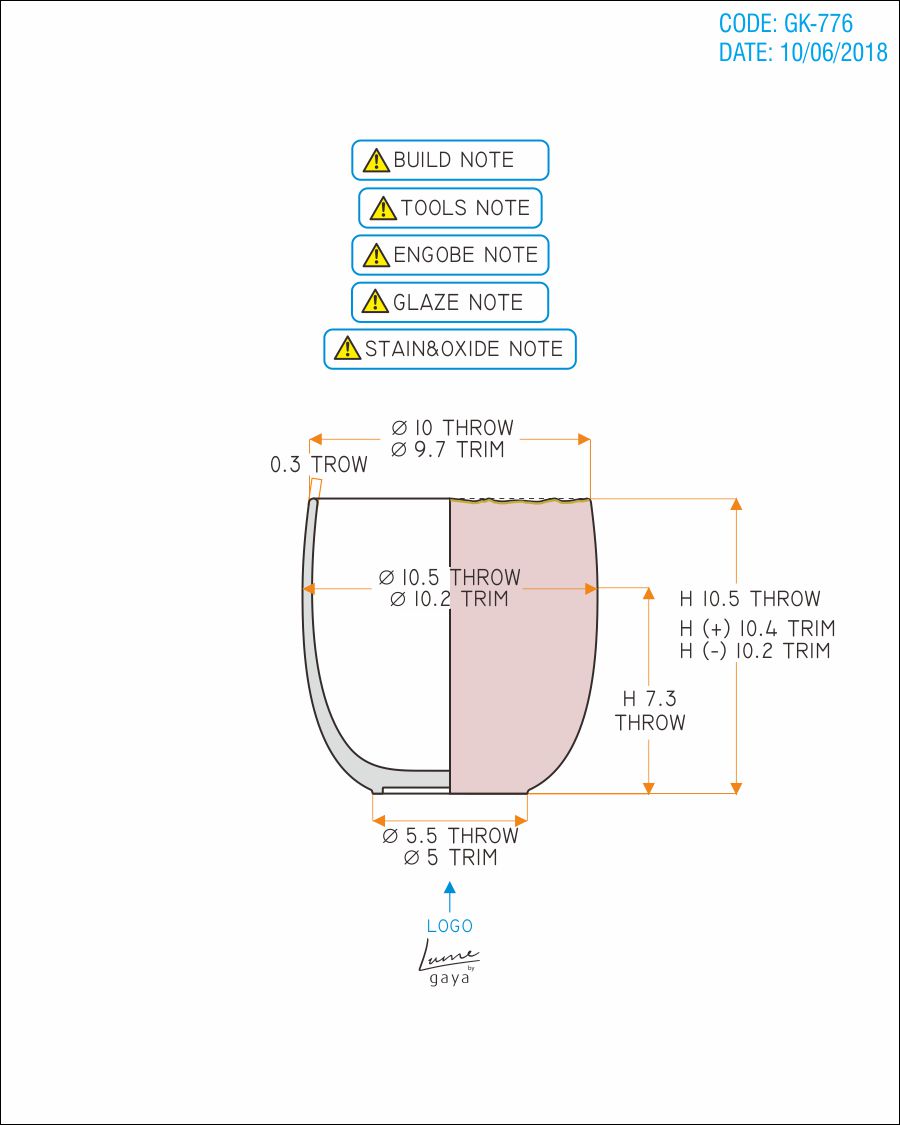 CODE: GK-776
DATE: 10/06/2018
BUILD NOTE
TOOLS NOTE
ENGOBE NOTE
GLAZE NOTE
STAIN&OXIDE NOTE
Ø 10 THROW
Ø 9.7 TRIM
0.3 TROW
Ø 10.5 THROW
Ø 10.2 TRIM
H 10.5 THROW
H (+) 10.4 TRIM
H (-) 10.2 TRIM
H 7.3
THROW
Ø 5.5 THROW
Ø 5 TRIM
LOGO
Lume
by
gaya